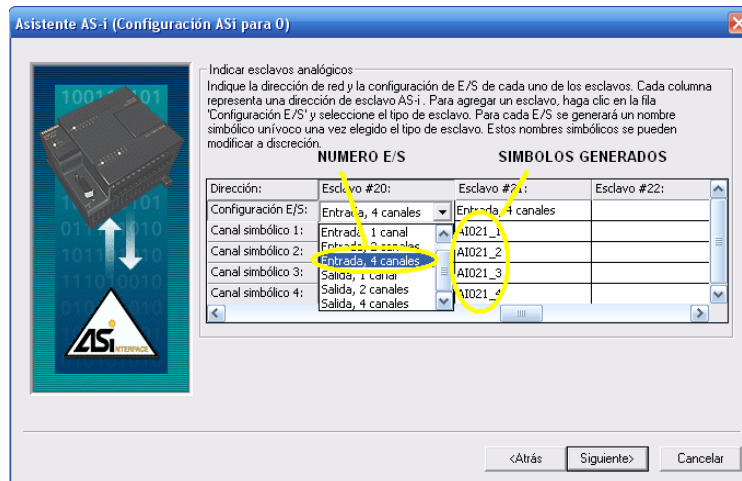 Asistente AS-i (Configuración ASi para 0)
Indicar esclavos analógicos
Indique la dirección de red y la configuración de E/S de cada uno de los esclavos. Cada columna
representa una dirección de esclavo AS-i . Para agregar un esclavo, haga clic en la fila
'Configuración E/S' y seleccione el tipo de esclavo. Para cada E/S se generará un nombre
simbólico unívoco una vez elegido el tipo de esclavo. Estos nombres simbólicos se pueden
modificar a discreción.
NUMERO E/S SIMBOLOS GENERADOS
Dirección: Esclavo #20: Esclavo #21: Esclavo #22:
Configuración E/S: Entrada, 4 canales Entrada, 4 canales
Canal simbólico 1: Entrada, 1 canal AI021_1
Entrada, 2 canales
Canal simbólico 2: Entrada, 4 canales AI021_2
Canal simbólico 3: Salida, 1 canal AI021_3
Salida, 2 canales
Canal simbólico 4: Salida, 4 canales AI021_4
ASi INTERFACE
<Atrás Siguiente> Cancelar